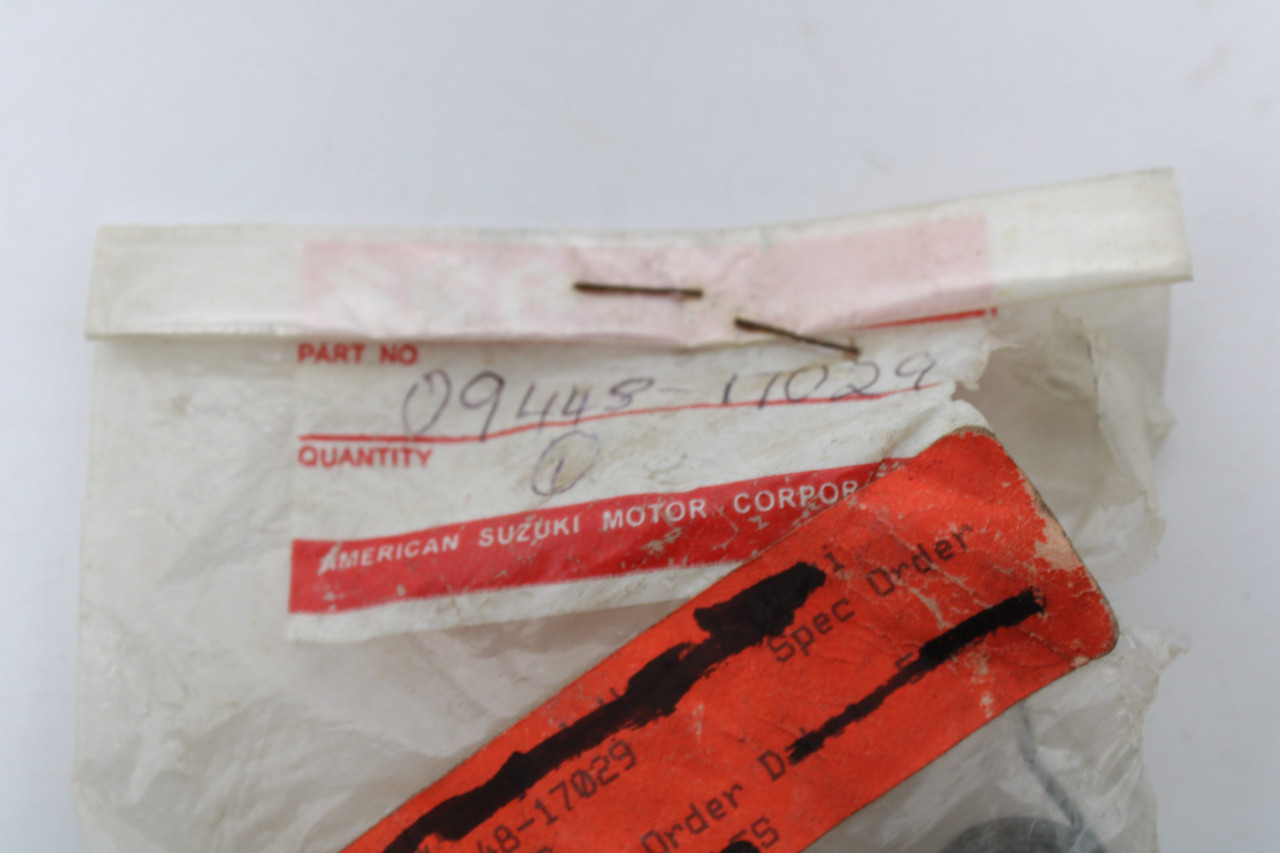 PART NO
09448-17029
QUANTITY
1
AMERICAN SUZUKI MOTOR CORPOR
Spec Order
48-17029
Order D